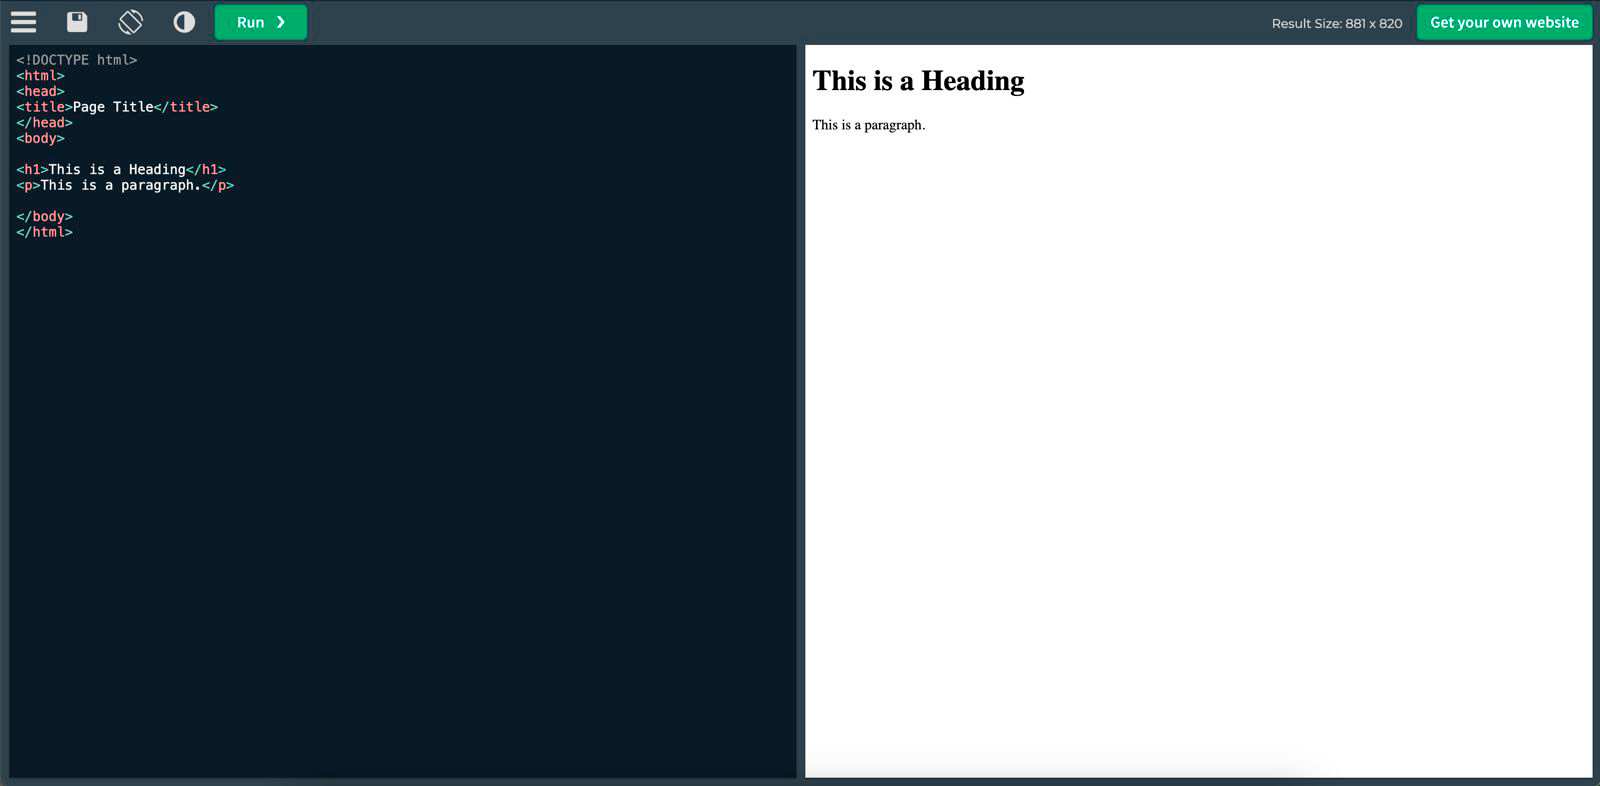 Run ❯
Result Size: 881 x 820
Get your own website
<!DOCTYPE html>
<html>
<head>
<title>Page Title</title>
</head>
<body>
<h1>This is a Heading</h1>
<p>This is a paragraph.</p>
</body>
</html>
This is a Heading
This is a paragraph.